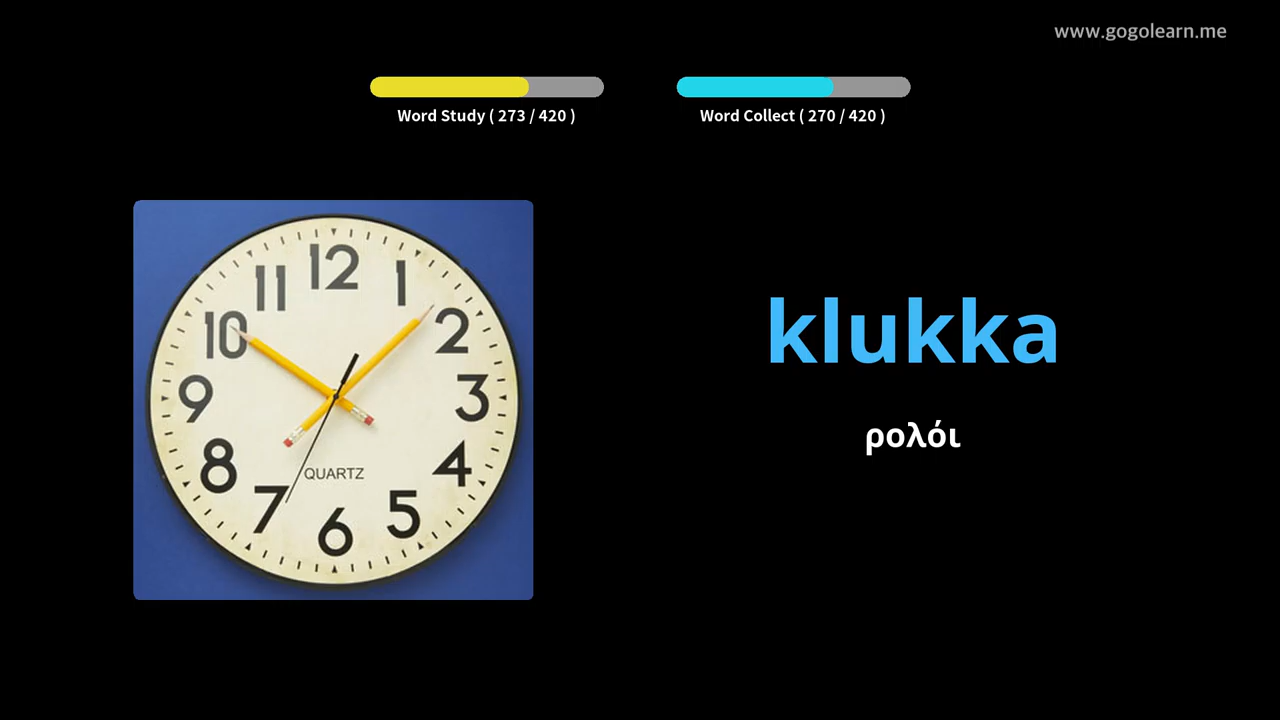 www.gogolearn.me
Word Study ( 273 / 420 )
Word Collect ( 270 / 420 )
12
1
2
3
4
5
6
7
8
9
10
11
QUARTZ
klukka
ρολόι